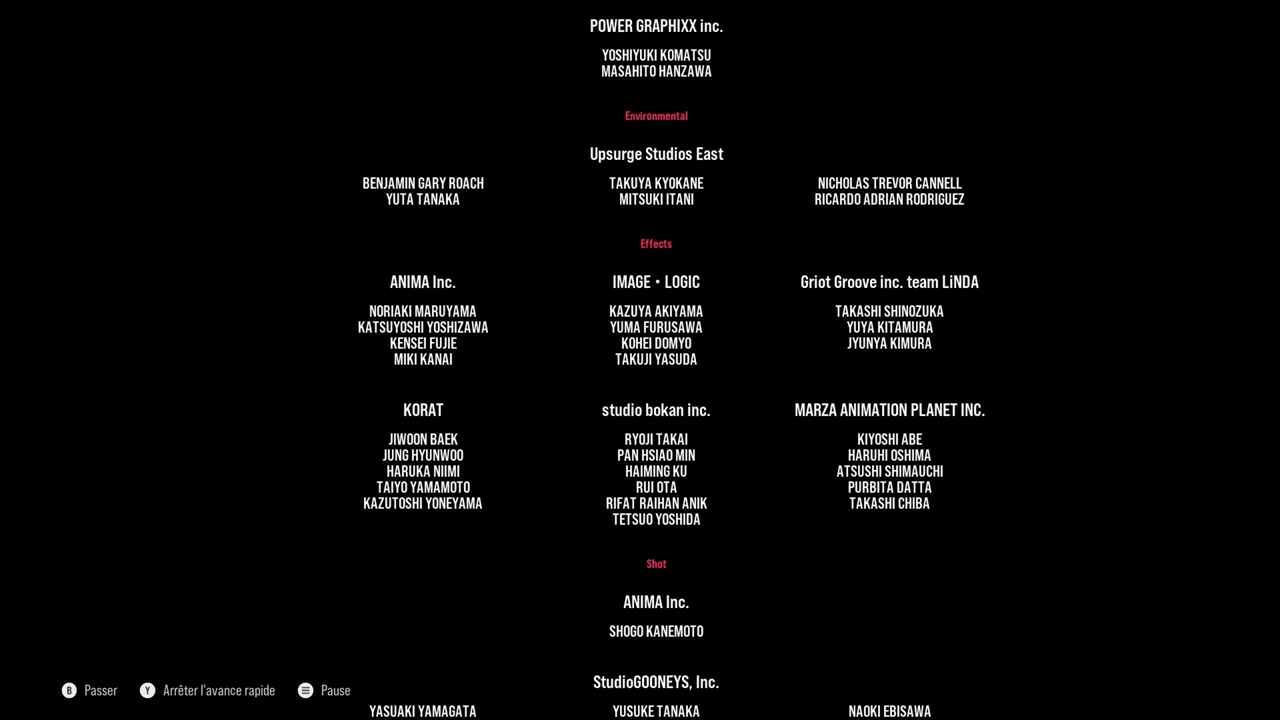 POWER GRAPHIXX inc.
YOSHIYUKI KOMATSU
MASAHITO HANZAWA
Environmental
Upsurge Studios East
BENJAMIN GARY ROACH TAKUYA KYOKANE NICHOLAS TREVOR CANNELL
YUTA TANAKA MITSUKI ITANI RICARDO ADRIAN RODRIGUEZ
Effects
ANIMA Inc. IMAGE・LOGIC Griot Groove inc. team LiNDA
NORIAKI MARUYAMA KAZUYA AKIYAMA TAKASHI SHINOZUKA
KATSUYOSHI YOSHIZAWA YUMA FURUSAWA YUYA KITAMURA
KENSEI FUJIE KOHEI DOMYO JYUNYA KIMURA
MIKI KANAI TAKUJI YASUDA
KORAT studio bokan inc. MARZA ANIMATION PLANET INC.
JIWOON BAEK RYOJI TAKAI KIYOSHI ABE
JUNG HYUNWOO PAN HSIAO MIN HARUHI OSHIMA
HARUKA NIIMI HAIMING KU ATSUSHI SHIMAUCHI
TAIYO YAMAMOTO RUI OTA PURBITA DATTA
KAZUTOSHI YONEYAMA RIFAT RAIHAN ANIK TAKASHI CHIBA
TETSUO YOSHIDA
Shot
ANIMA Inc.
SHOGO KANEMOTO
StudioGOONEYS, Inc.
B Passer Y Arrêter l'avance rapide Pause
YASUAKI YAMAGATA YUSUKE TANAKA NAOKI EBISAWA